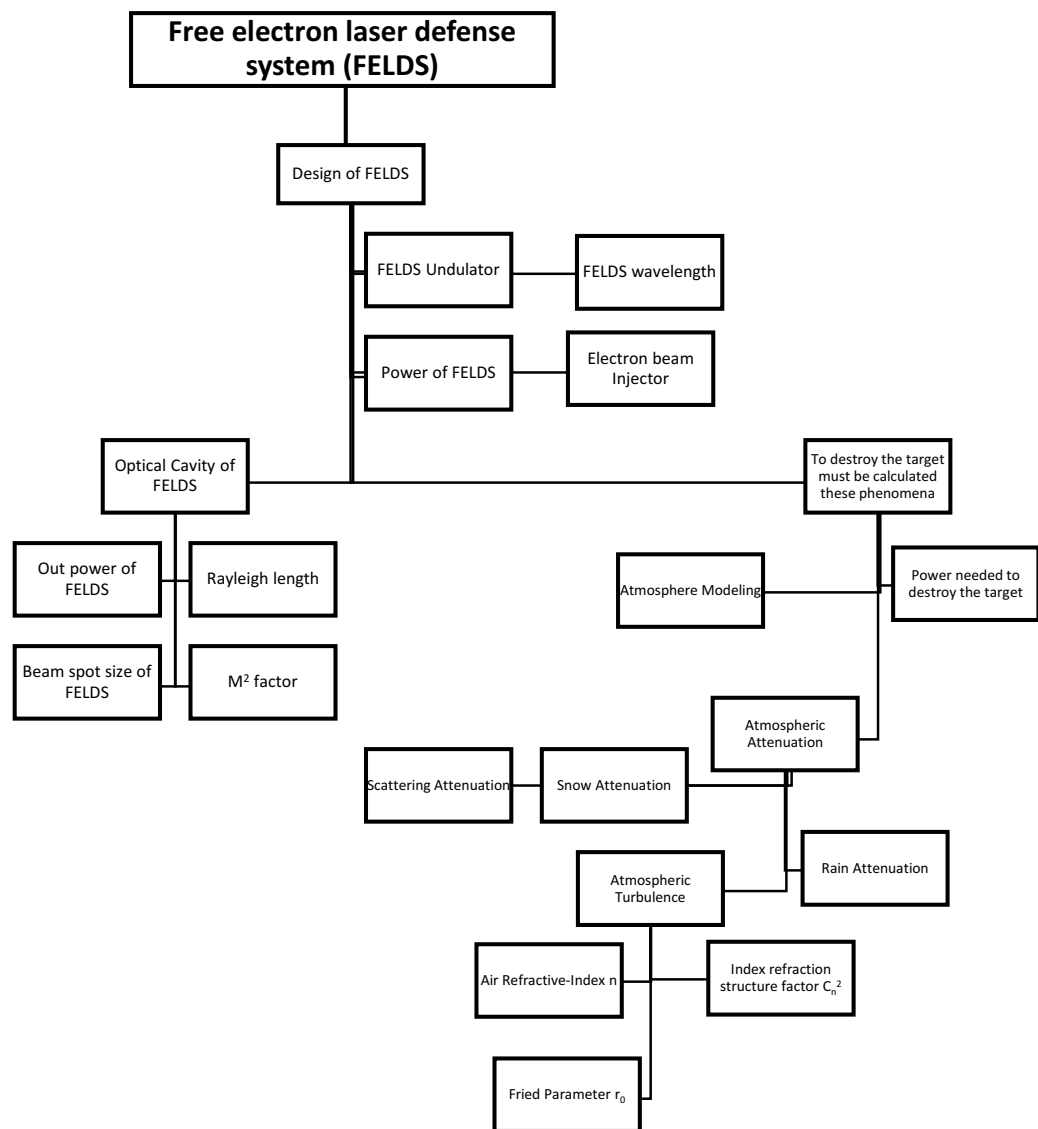 Free electron laser defense
system (FELDS)
Design of FELDS
FELDS Undulator
FELDS wavelength
Power of FELDS
Electron beam
Injector
Optical Cavity of
FELDS
To destroy the target
must be calculated
these phenomena
Out power of
FELDS
Rayleigh length
Atmosphere Modeling
Power needed to
destroy the target
Beam spot size of
FELDS
M² factor
Atmospheric
Attenuation
Scattering Attenuation
Snow Attenuation
Rain Attenuation
Atmospheric
Turbulence
Air Refractive-Index n
Index refraction
structure factor Cₙ²
Fried Parameter r₀